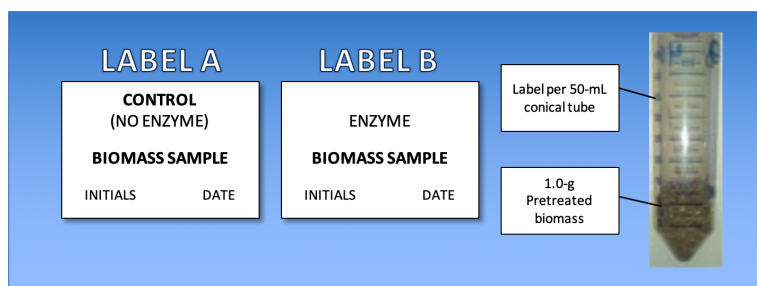 LABEL A
CONTROL
(NO ENZYME)
BIOMASS SAMPLE
INITIALS DATE
LABEL B
ENZYME
BIOMASS SAMPLE
INITIALS DATE
Label per 50-mL
conical tube
1.0-g
Pretreated
biomass